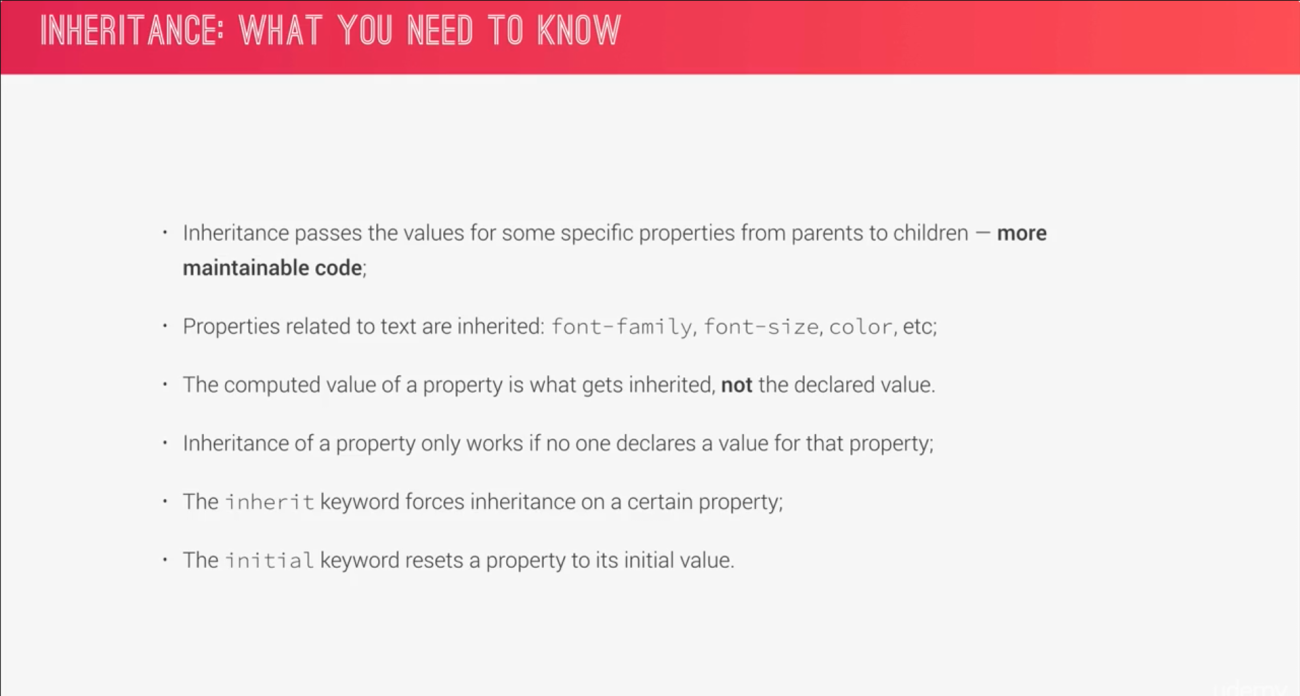 INHERITANCE: WHAT YOU NEED TO KNOW
• Inheritance passes the values for some specific properties from parents to children — more
maintainable code;
• Properties related to text are inherited: font-family, font-size, color, etc;
• The computed value of a property is what gets inherited, not the declared value.
• Inheritance of a property only works if no one declares a value for that property;
• The inherit keyword forces inheritance on a certain property;
• The initial keyword resets a property to its initial value.
udemy